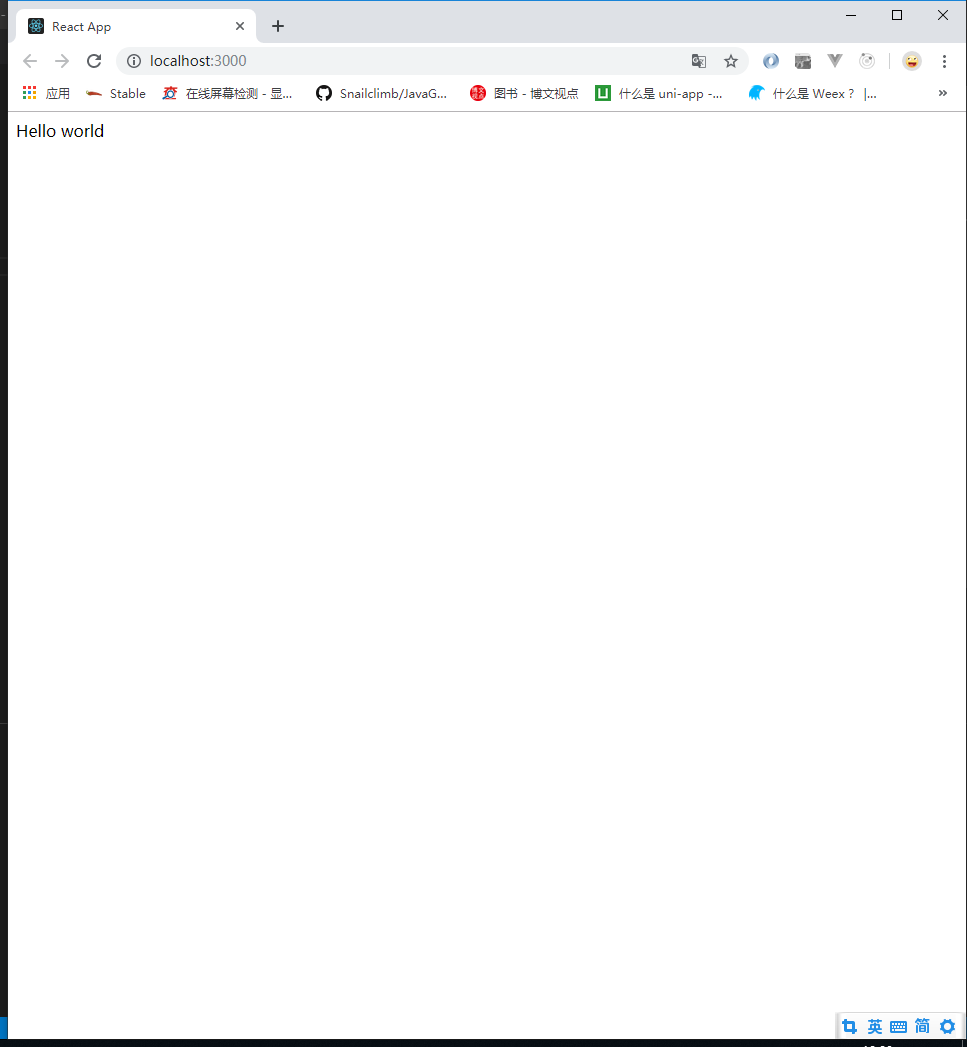 React App
localhost:3000
应用 Stable 在线屏幕检测 - 显... Snailclimb/JavaG... 图书 - 博文视点 什么是 uni-app -... 什么是 Weex？ |...
Hello world
英 简